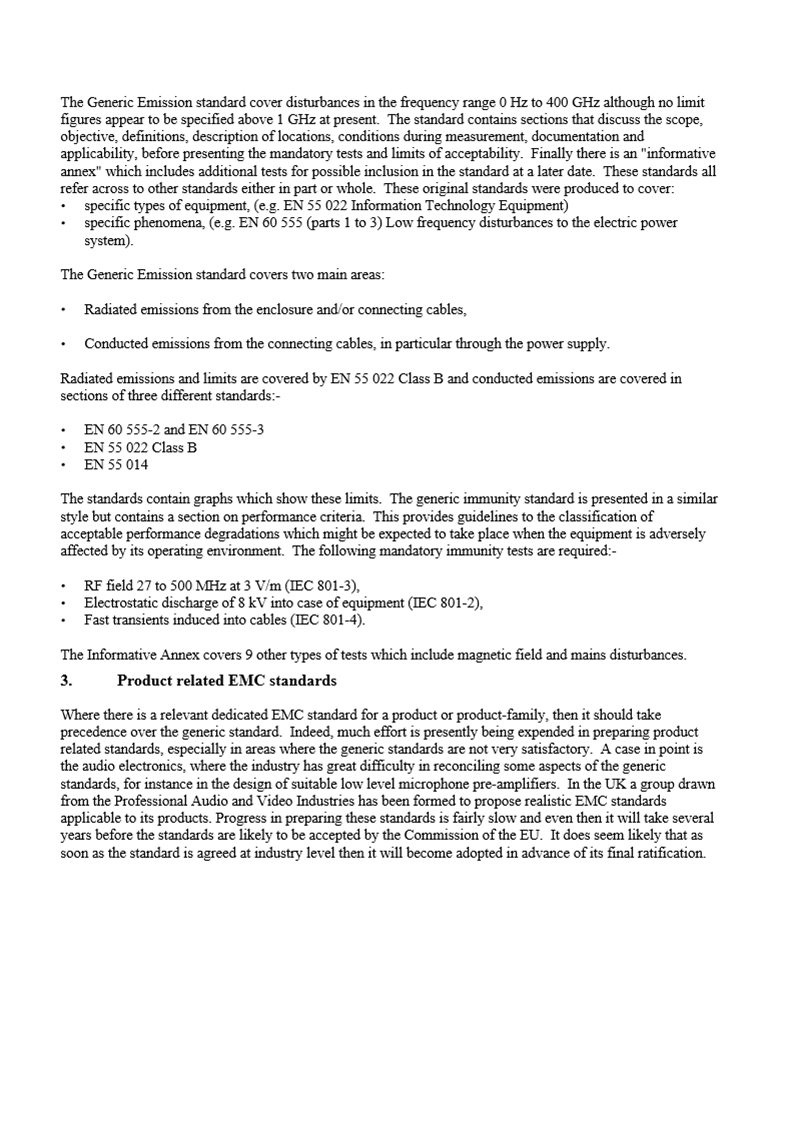 The Generic Emission standard cover disturbances in the frequency range 0 Hz to 400 GHz although no limit
figures appear to be specified above 1 GHz at present.  The standard contains sections that discuss the scope,
objective, definitions, description of locations, conditions during measurement, documentation and
applicability, before presenting the mandatory tests and limits of acceptability.  Finally there is an "informative
annex" which includes additional tests for possible inclusion in the standard at a later date.  These standards all
refer across to other standards either in part or whole.  These original standards were produced to cover:
• specific types of equipment, (e.g. EN 55 022 Information Technology Equipment)
• specific phenomena, (e.g. EN 60 555 (parts 1 to 3) Low frequency disturbances to the electric power
system).
The Generic Emission standard covers two main areas:
• Radiated emissions from the enclosure and/or connecting cables,
• Conducted emissions from the connecting cables, in particular through the power supply.
Radiated emissions and limits are covered by EN 55 022 Class B and conducted emissions are covered in
sections of three different standards:-
• EN 60 555-2 and EN 60 555-3
• EN 55 022 Class B
• EN 55 014
The standards contain graphs which show these limits.  The generic immunity standard is presented in a similar
style but contains a section on performance criteria.  This provides guidelines to the classification of
acceptable performance degradations which might be expected to take place when the equipment is adversely
affected by its operating environment.  The following mandatory immunity tests are required:-
• RF field 27 to 500 MHz at 3 V/m (IEC 801-3),
• Electrostatic discharge of 8 kV into case of equipment (IEC 801-2),
• Fast transients induced into cables (IEC 801-4).
The Informative Annex covers 9 other types of tests which include magnetic field and mains disturbances.
3. Product related EMC standards
Where there is a relevant dedicated EMC standard for a product or product-family, then it should take
precedence over the generic standard.  Indeed, much effort is presently being expended in preparing product
related standards, especially in areas where the generic standards are not very satisfactory.  A case in point is
the audio electronics, where the industry has great difficulty in reconciling some aspects of the generic
standards, for instance in the design of suitable low level microphone pre-amplifiers.  In the UK a group drawn
from the Professional Audio and Video Industries has been formed to propose realistic EMC standards
applicable to its products. Progress in preparing these standards is fairly slow and even then it will take several
years before the standards are likely to be accepted by the Commission of the EU.  It does seem likely that as
soon as the standard is agreed at industry level then it will become adopted in advance of its final ratification.